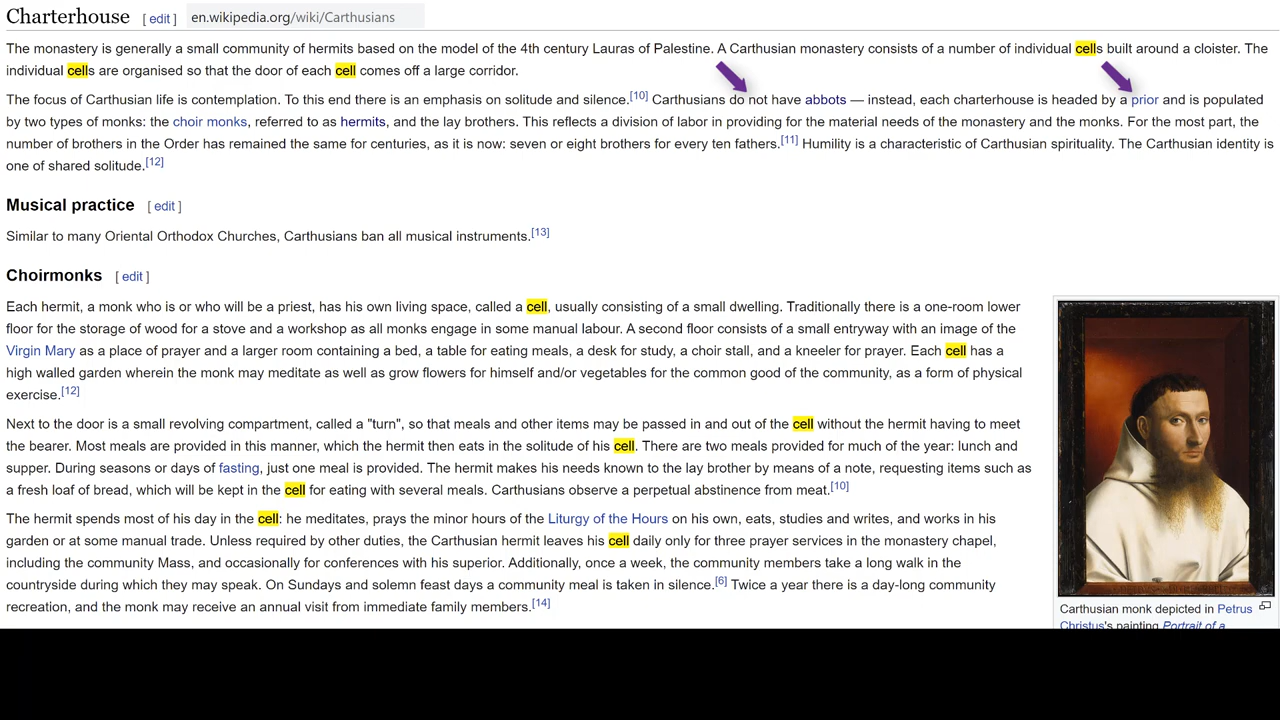 Charterhouse [ edit ] en.wikipedia.org/wiki/Carthusians
The monastery is generally a small community of hermits based on the model of the 4th century Lauras of Palestine. A Carthusian monastery consists of a number of individual cells built around a cloister. The
individual cells are organised so that the door of each cell comes off a large corridor.
The focus of Carthusian life is contemplation. To this end there is an emphasis on solitude and silence.[10] Carthusians do not have abbots — instead, each charterhouse is headed by a prior and is populated
by two types of monks: the choir monks, referred to as hermits, and the lay brothers. This reflects a division of labor in providing for the material needs of the monastery and the monks. For the most part, the
number of brothers in the Order has remained the same for centuries, as it is now: seven or eight brothers for every ten fathers.[11] Humility is a characteristic of Carthusian spirituality. The Carthusian identity is
one of shared solitude.[12]
Musical practice [ edit ]
Similar to many Oriental Orthodox Churches, Carthusians ban all musical instruments.[13]
Choirmonks [ edit ]
Each hermit, a monk who is or who will be a priest, has his own living space, called a cell, usually consisting of a small dwelling. Traditionally there is a one-room lower
floor for the storage of wood for a stove and a workshop as all monks engage in some manual labour. A second floor consists of a small entryway with an image of the
Virgin Mary as a place of prayer and a larger room containing a bed, a table for eating meals, a desk for study, a choir stall, and a kneeler for prayer. Each cell has a
high walled garden wherein the monk may meditate as well as grow flowers for himself and/or vegetables for the common good of the community, as a form of physical
exercise.[12]
Next to the door is a small revolving compartment, called a "turn", so that meals and other items may be passed in and out of the cell without the hermit having to meet
the bearer. Most meals are provided in this manner, which the hermit then eats in the solitude of his cell. There are two meals provided for much of the year: lunch and
supper. During seasons or days of fasting, just one meal is provided. The hermit makes his needs known to the lay brother by means of a note, requesting items such as
a fresh loaf of bread, which will be kept in the cell for eating with several meals. Carthusians observe a perpetual abstinence from meat.[10]
The hermit spends most of his day in the cell: he meditates, prays the minor hours of the Liturgy of the Hours on his own, eats, studies and writes, and works in his
garden or at some manual trade. Unless required by other duties, the Carthusian hermit leaves his cell daily only for three prayer services in the monastery chapel,
including the community Mass, and occasionally for conferences with his superior. Additionally, once a week, the community members take a long walk in the
countryside during which they may speak. On Sundays and solemn feast days a community meal is taken in silence.[6] Twice a year there is a day-long community
recreation, and the monk may receive an annual visit from immediate family members.[14]
Carthusian monk depicted in Petrus
Christus's painting Portrait of a